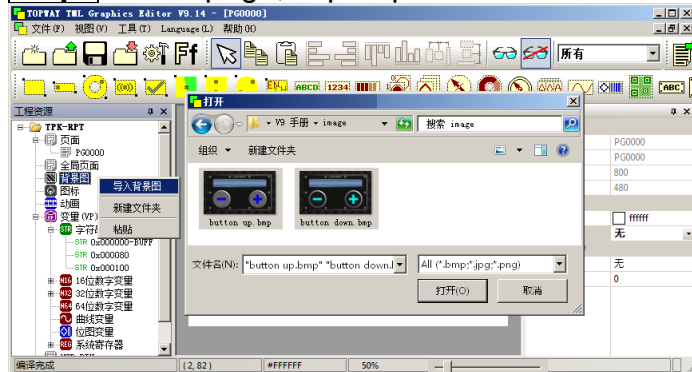 TOPWAY TML Graphics Editor V9.14 - [PG0000]
文件(F) 视图(V) 工具(T) Language(L) 帮助(H)
Ff
所有
ABCD 1234
ABC
工程资源
TPK-RPT
页面
PG0000
全局页面
背景图
图标
动画
变量(VP)
STR 0x000000-BUFF
STR 0x000080
STR 0x000100
16位数字变量
32位数字变量
64位数字变量
曲线变量
位图变量
系统寄存器
导入背景图
新建文件夹
粘贴
打开
V9 手册 image
搜索 image
组织 新建文件夹
button up.bmp button down.bmp
文件名(N): "button up.bmp" "button down.l All (*.bmp;*.jpg;*.png)
打开(O) 取消
PG0000
PG0000
800
480
ffffff
无
无
0
编译完成 (2,82) #FFFFFF 50%